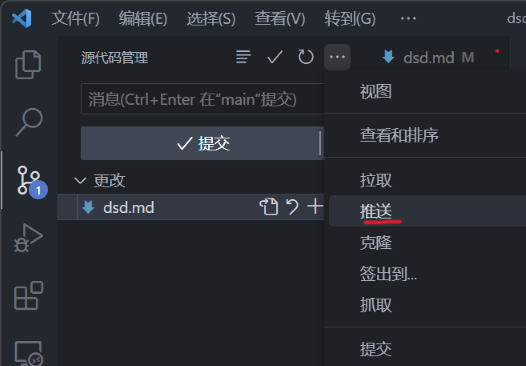 文件(F) 编辑(E) 选择(S) 查看(V) 转到(G) ··· dsd
源代码管理 ··· dsd.md M
消息(Ctrl+Enter 在“main”提交)
提交
更改
dsd.md
1
视图
查看和排序
拉取
推送
克隆
签出到...
抓取
提交